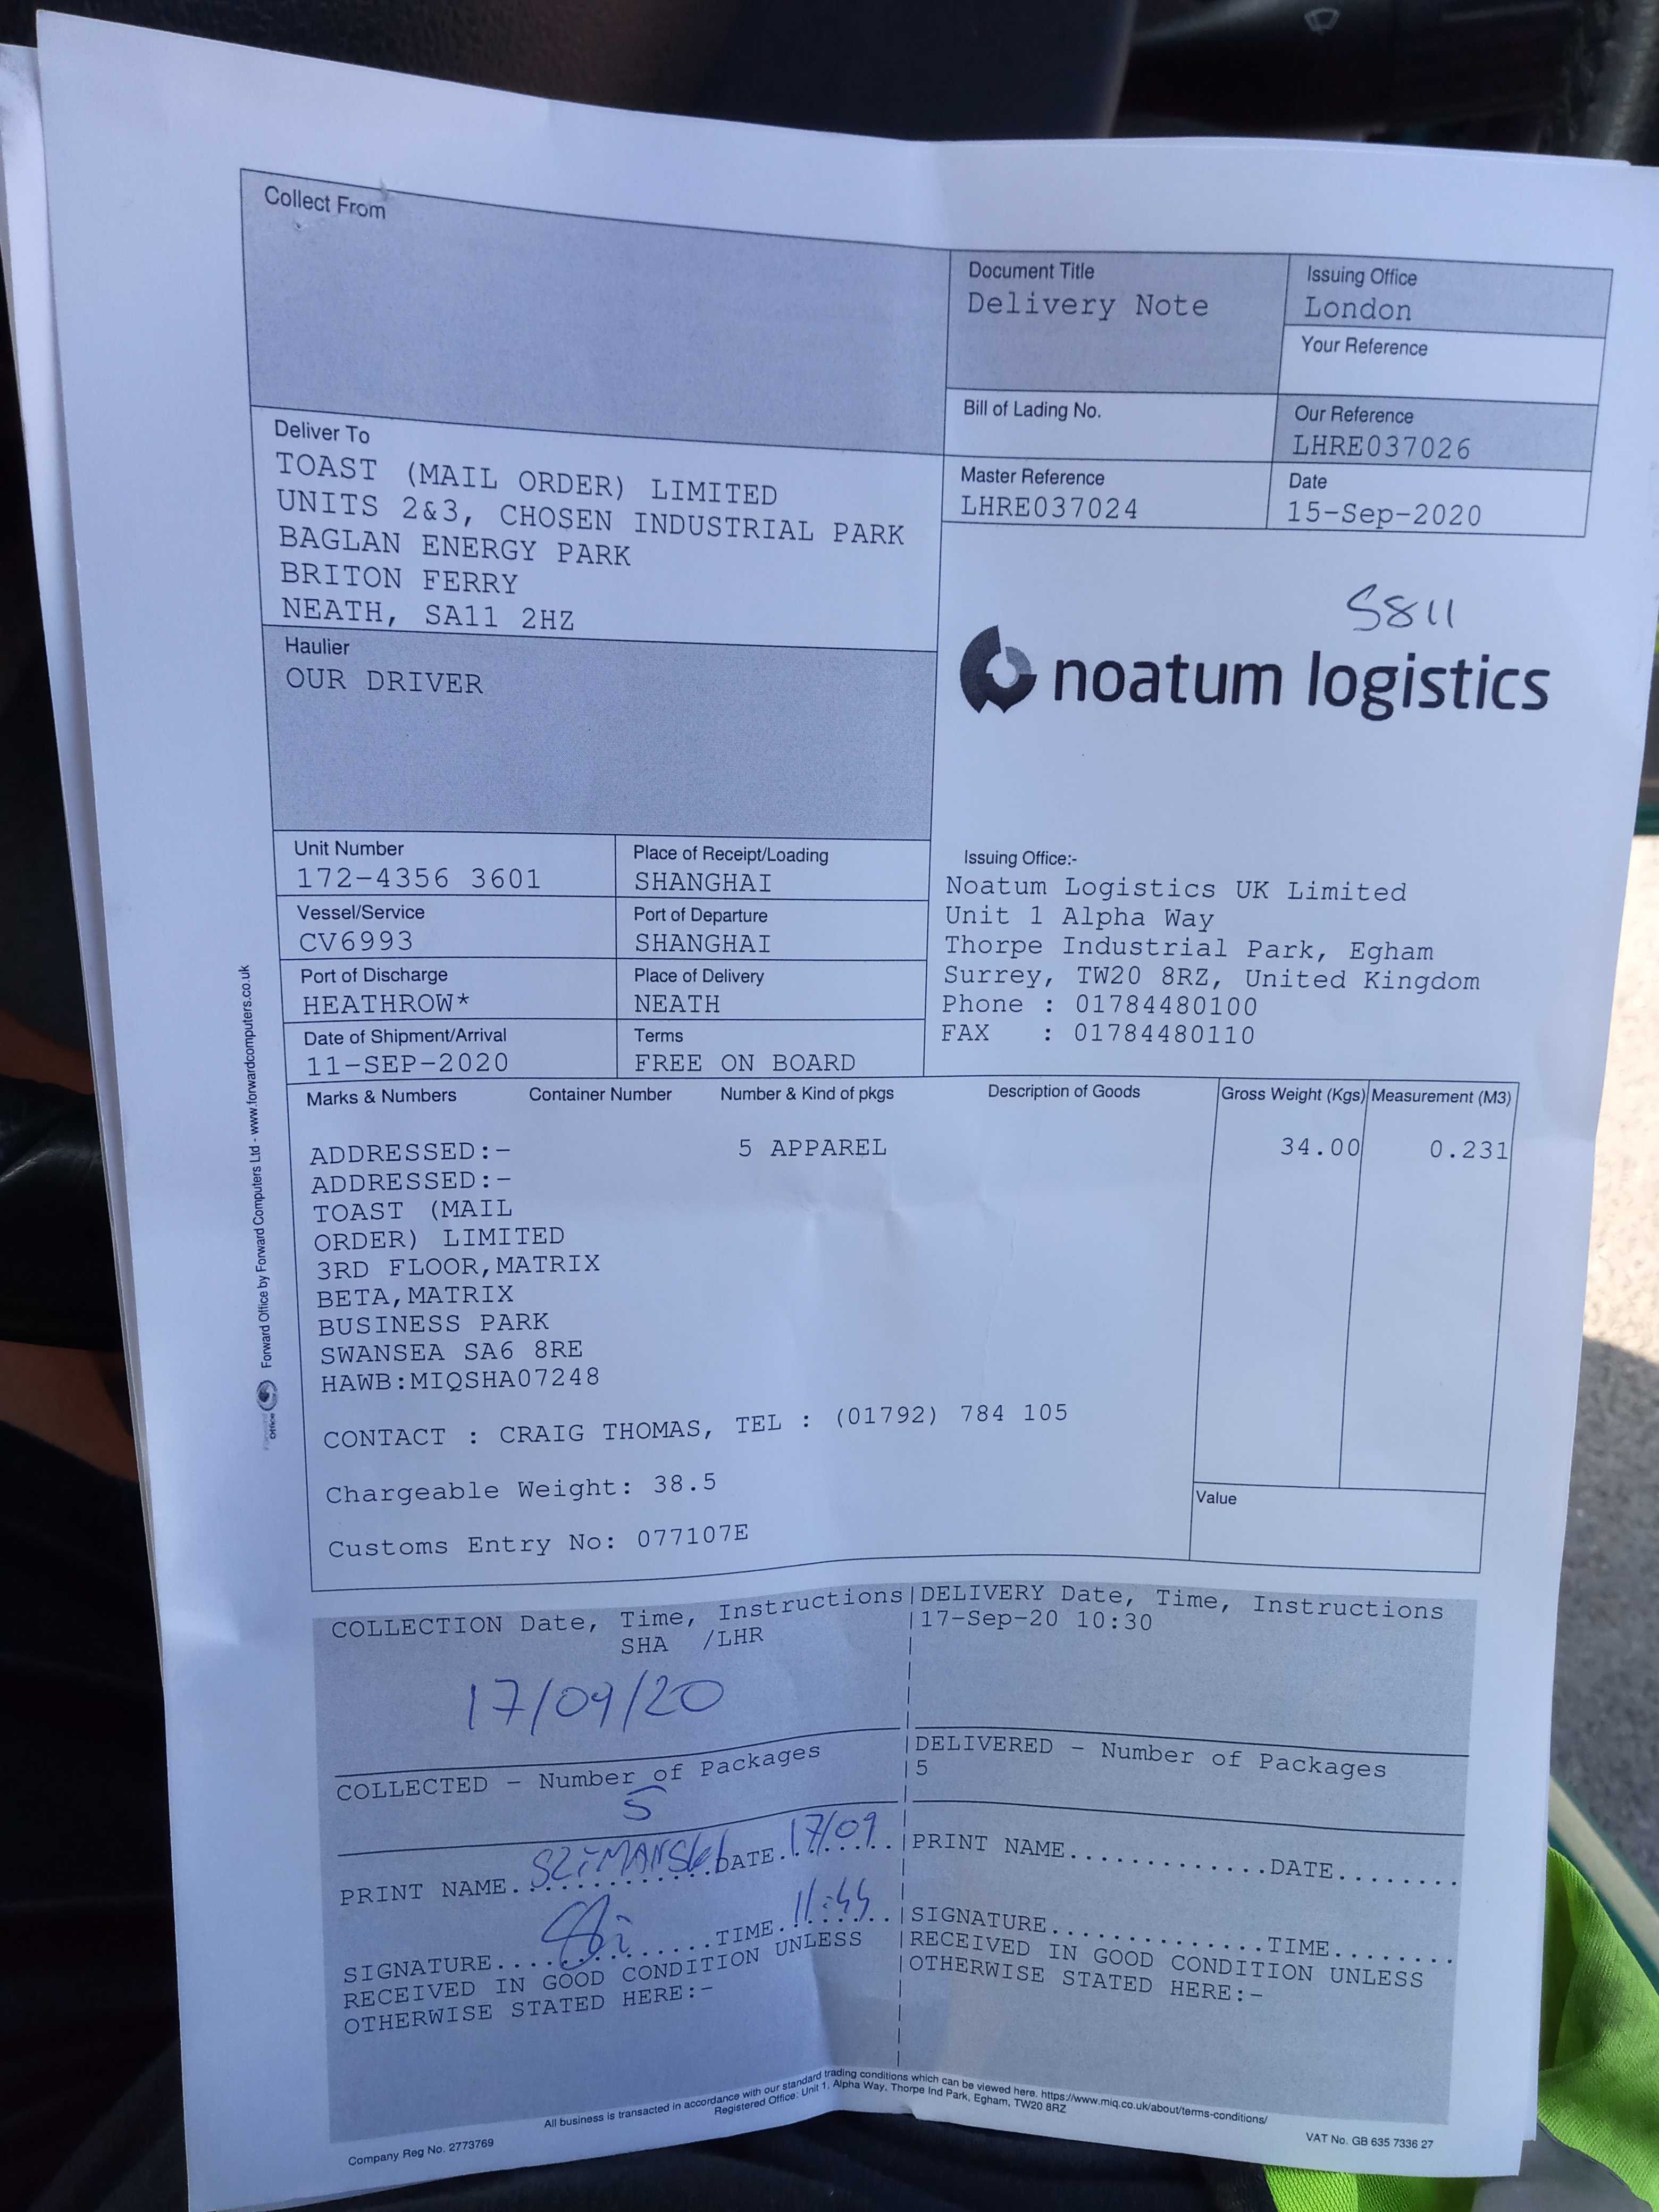 Collect From
Document Title
Delivery Note
Issuing Office
London
Your Reference
Bill of Lading No.
Our Reference
LHRE037026
Master Reference
LHRE037024
Date
15-Sep-2020
Deliver To
TOAST (MAIL ORDER) LIMITED
UNITS 2&3, CHOSEN INDUSTRIAL PARK
BAGLAN ENERGY PARK
BRITON FERRY
NEATH, SA11 2HZ
5811
noatum logistics
Haulier
OUR DRIVER
Unit Number
172-4356 3601
Place of Receipt/Loading
SHANGHAI
Vessel/Service
CV6993
Port of Departure
SHANGHAI
Port of Discharge
HEATHROW*
Place of Delivery
NEATH
Date of Shipment/Arrival
11-SEP-2020
Terms
FREE ON BOARD
Issuing Office:-
Noatum Logistics UK Limited
Unit 1 Alpha Way
Thorpe Industrial Park, Egham
Surrey, TW20 8RZ, United Kingdom
Phone : 01784480100
FAX : 01784480110
Marks & Numbers Container Number Number & Kind of pkgs Description of Goods Gross Weight (Kgs) Measurement (M3)
ADDRESSED:- 5 APPAREL 34.00 0.231
ADDRESSED:-
TOAST (MAIL
ORDER) LIMITED
3RD FLOOR,MATRIX
BETA,MATRIX
BUSINESS PARK
SWANSEA SA6 8RE
HAWB:MIQSHA07248
CONTACT : CRAIG THOMAS, TEL : (01792) 784 105
Chargeable Weight: 38.5
Customs Entry No: 077107E
Value
Forward Office by Forward Computers Ltd - www.forwardcomputers.co.uk
COLLECTION Date, Time, Instructions
SHA /LHR
17/09/20
COLLECTED - Number of Packages
5
PRINT NAME. SZIMANSKI DATE. 17/09
SIGNATURE.... TIME. 11:44
RECEIVED IN GOOD CONDITION UNLESS
OTHERWISE STATED HERE:-
DELIVERY Date, Time, Instructions
17-Sep-20 10:30
DELIVERED - Number of Packages
5
PRINT NAME.............DATE........
SIGNATURE..............TIME........
RECEIVED IN GOOD CONDITION UNLESS
OTHERWISE STATED HERE:-
All business is transacted in accordance with our standard trading conditions which can be viewed here. https://www.miq.co.uk/about/terms-conditions/
Registered Office: Unit 1, Alpha Way, Thorpe Ind Park, Egham, TW20 8RZ
Company Reg No. 2773769
VAT No. GB 635 7336 27